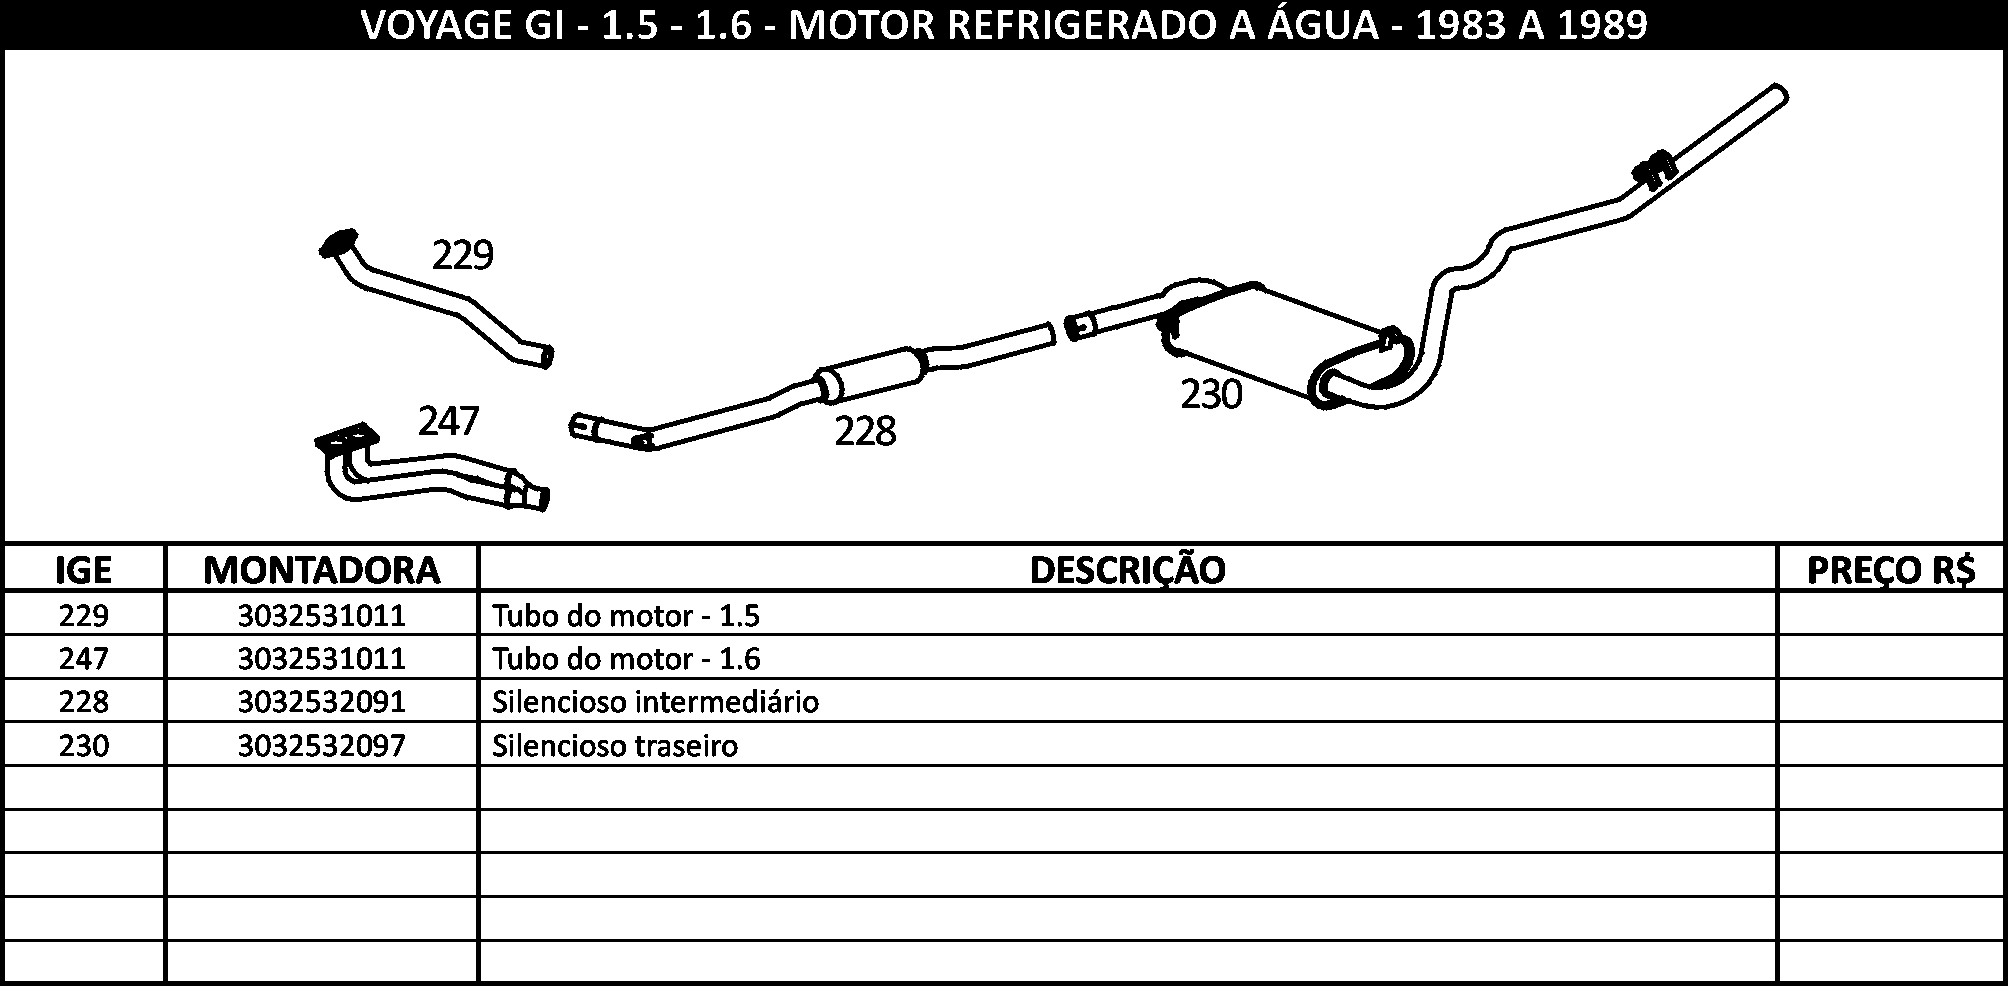 VOYAGE GI - 1.5 - 1.6 - MOTOR REFRIGERADO A ÁGUA - 1983 A 1989
229
247
228
230
IGE MONTADORA DESCRIÇÃO PREÇO R$
229 3032531011 Tubo do motor - 1.5
247 3032531011 Tubo do motor - 1.6
228 3032532091 Silencioso intermediário
230 3032532097 Silencioso traseiro